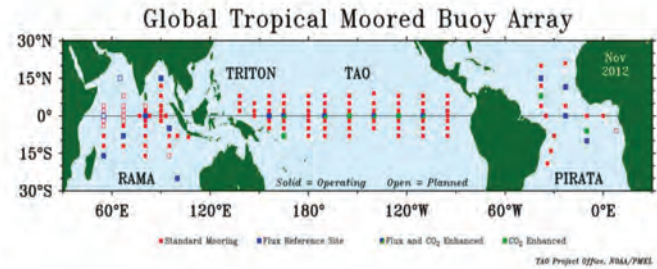 Global Tropical Moored Buoy Array
30°N
15°N
0°
15°S
30°S
TRITON
TAO
Nov
2012
RAMA
Solid = Operating Open = Planned
PIRATA
60°E 120°E 180° 120°W 60°W 0°E
Standard Mooring Flux Reference Site Flux and CO₂ Enhanced CO₂ Enhanced
TAO Project Office, NOAA/PMEL